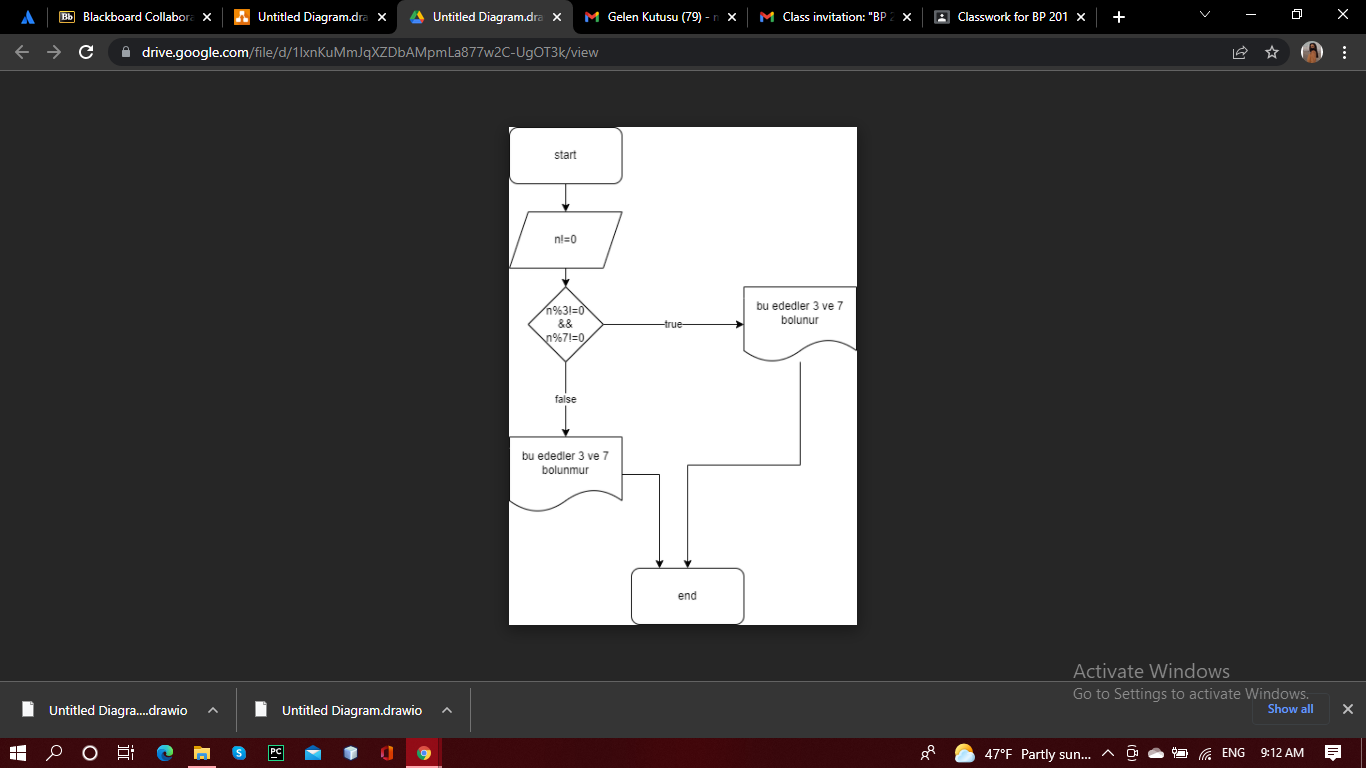 Blackboard Collabora
Untitled Diagram.dra
Untitled Diagram.dra
Gelen Kutusu (79) - n
Class invitation: "BP 2
Classwork for BP 201
drive.google.com/file/d/1IxnKuMmJqXZDbAMpmLa877w2C-UgOT3k/view
start
n!=0
n%3!=0
&&
n%7!=0
true
bu ededler 3 ve 7
bolunur
false
bu ededler 3 ve 7
bolunmur
end
Activate Windows
Go to Settings to activate Windows.
Untitled Diagra....drawio
Untitled Diagram.drawio
Show all
47°F Partly sun...
ENG
9:12 AM